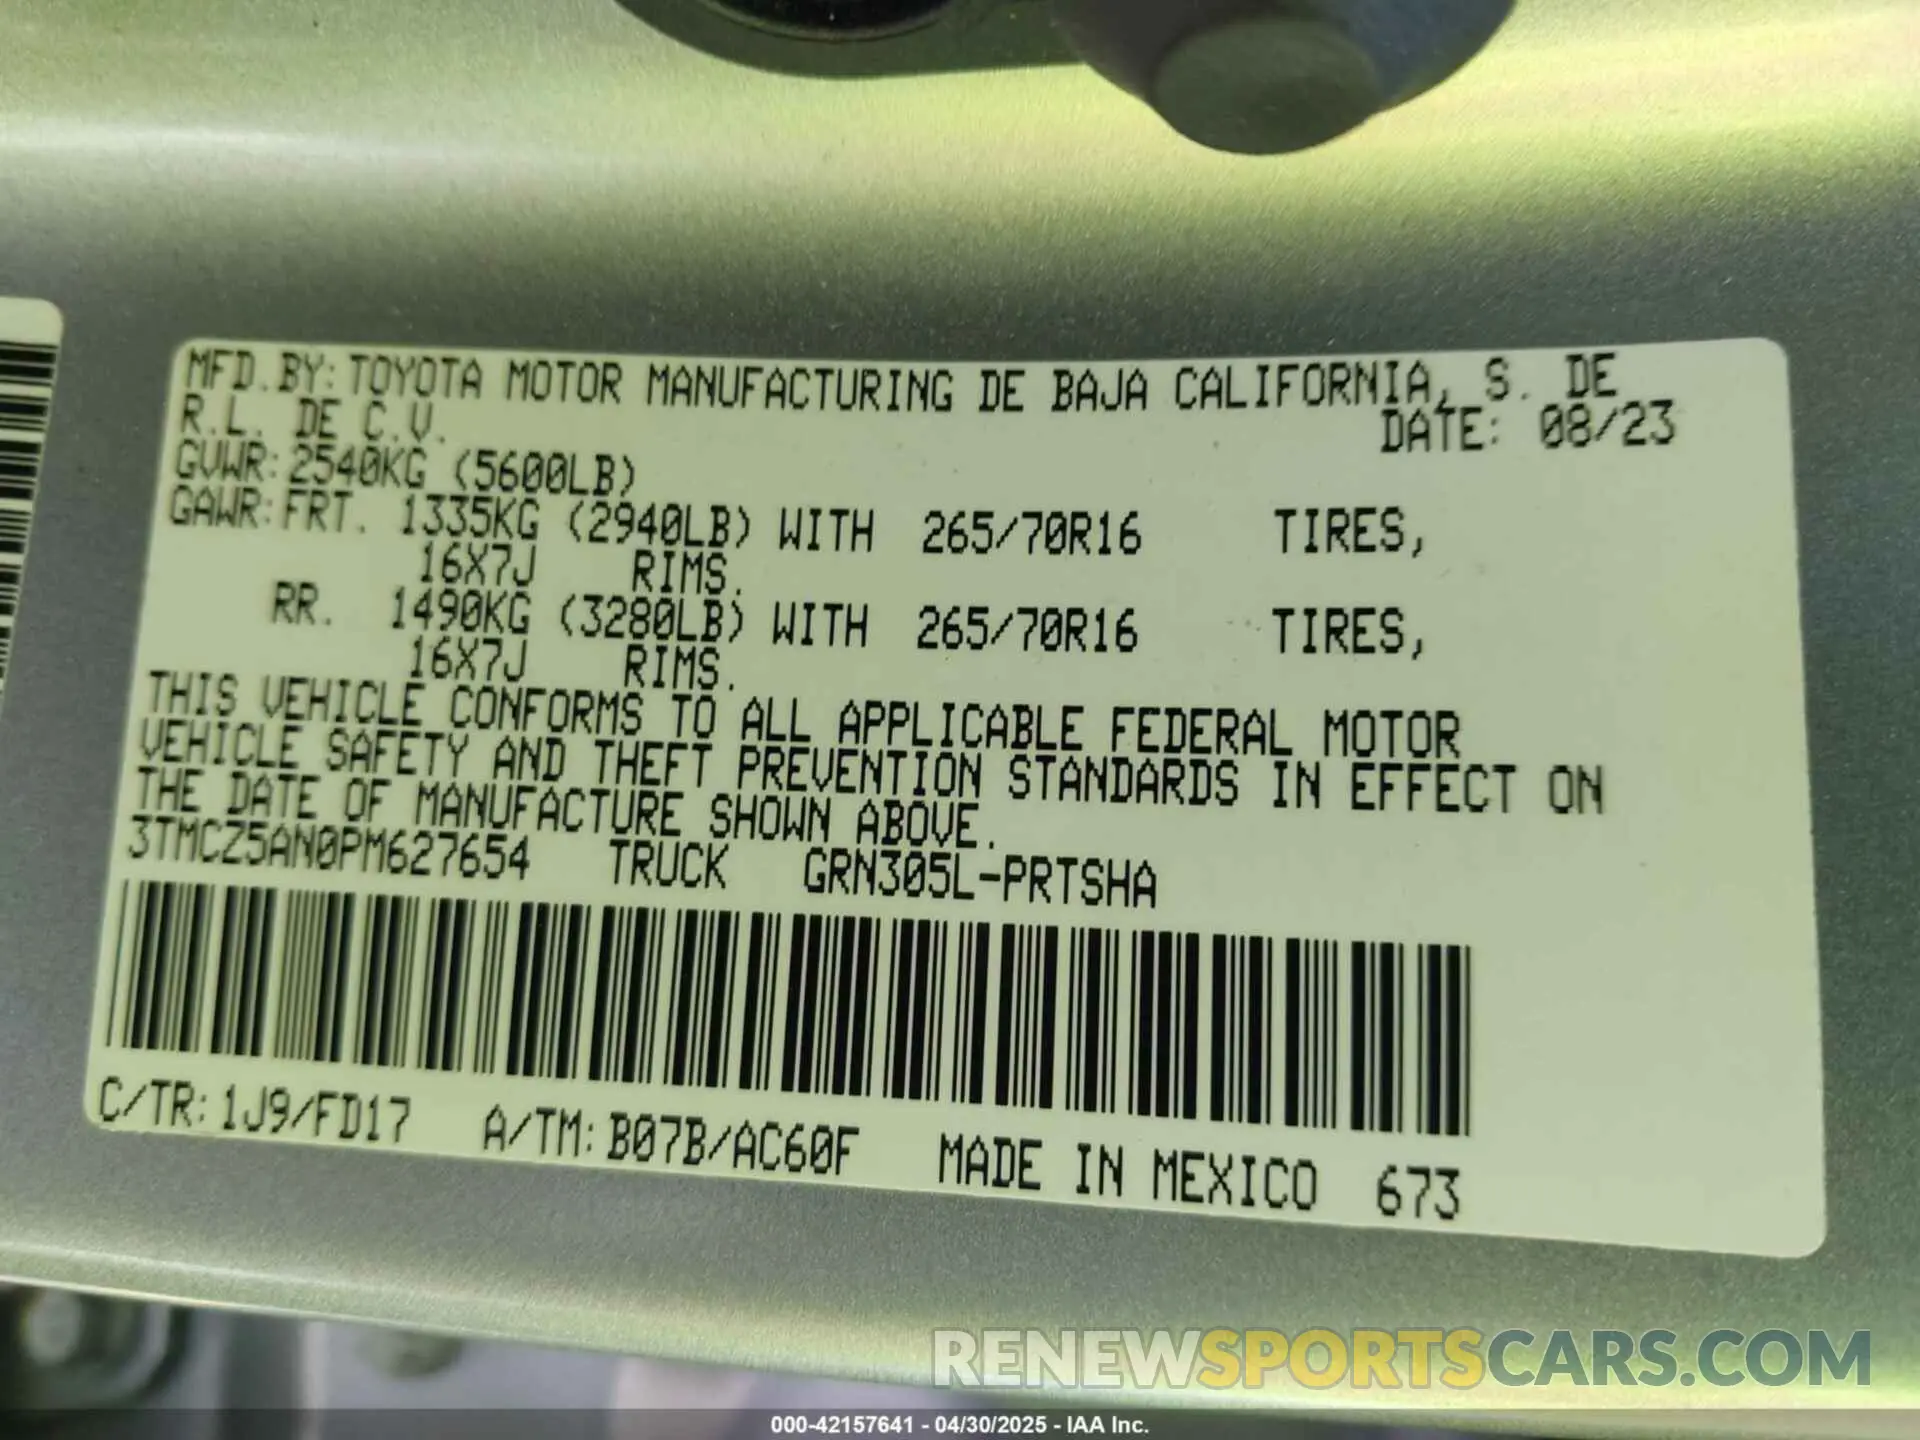 MFD.BY:TOYOTA MOTOR MANUFACTURING DE BAJA CALIFORNIA, S. DE
R.L. DE C.V. DATE: 08/23
GVWR:2540KG (5600LB)
GAWR:FRT. 1335KG (2940LB) WITH 265/70R16 TIRES,
16X7J RIMS.
RR. 1490KG (3280LB) WITH 265/70R16 TIRES,
16X7J RIMS.
THIS VEHICLE CONFORMS TO ALL APPLICABLE FEDERAL MOTOR
VEHICLE SAFETY AND THEFT PREVENTION STANDARDS IN EFFECT ON
THE DATE OF MANUFACTURE SHOWN ABOVE.
3TMCZ5AN0PM627654 TRUCK GRN305L-PRTSHA
C/TR:1J9/FD17 A/TM:B07B/AC60F MADE IN MEXICO 673
RENEWSPORTSCARS.COM
000-42157641 - 04/30/2025 - IAA Inc.